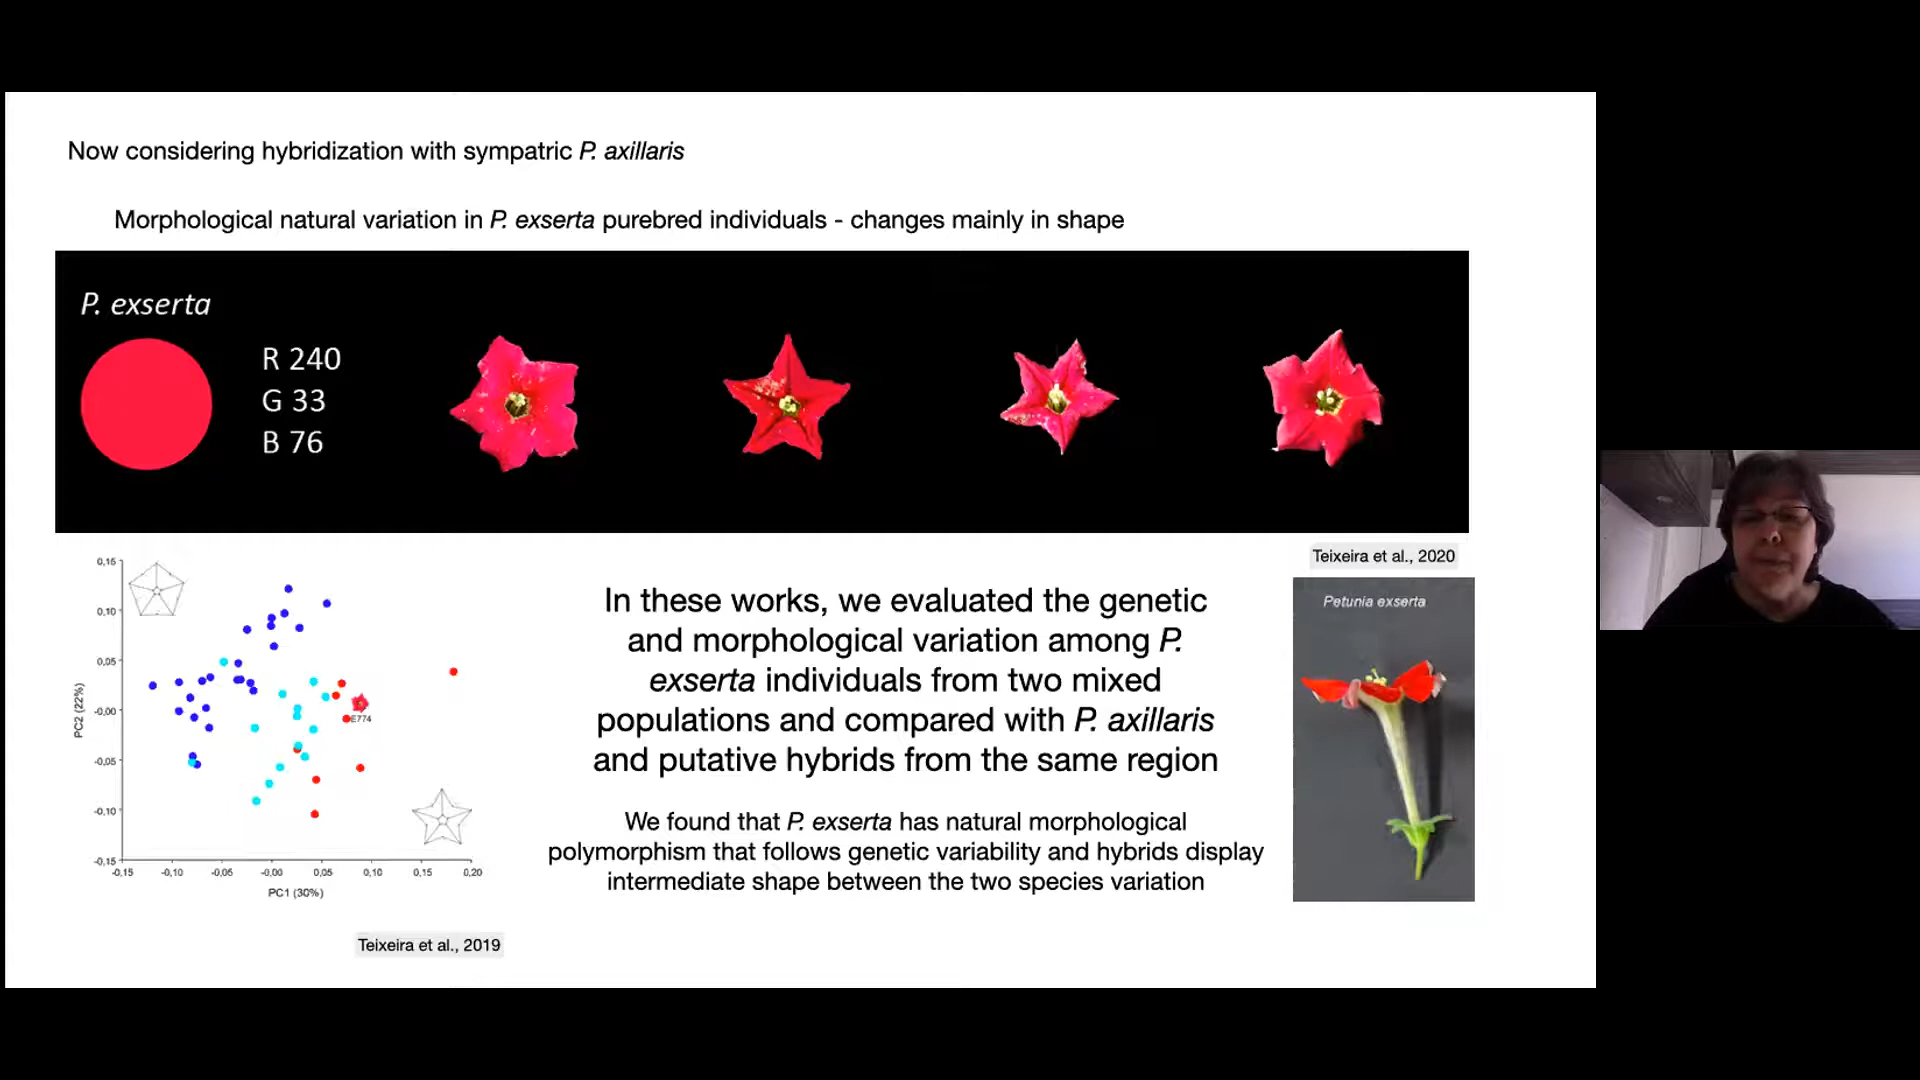 Now considering hybridization with sympatric P. axillaris
Morphological natural variation in P. exserta purebred individuals - changes mainly in shape
P. exserta
R 240
G 33
B 76
Teixeira et al., 2020
0,15
0,10
0,05
-0,00
-0,05
-0,10
-0,15
PC2 (22%)
E774
-0,15
-0,10
-0,05
-0,00
0,05
0,10
0,15
0,20
PC1 (30%)
Teixeira et al., 2019
In these works, we evaluated the genetic
and morphological variation among P.
exserta individuals from two mixed
populations and compared with P. axillaris
and putative hybrids from the same region
We found that P. exserta has natural morphological
polymorphism that follows genetic variability and hybrids display
intermediate shape between the two species variation
Petunia exserta